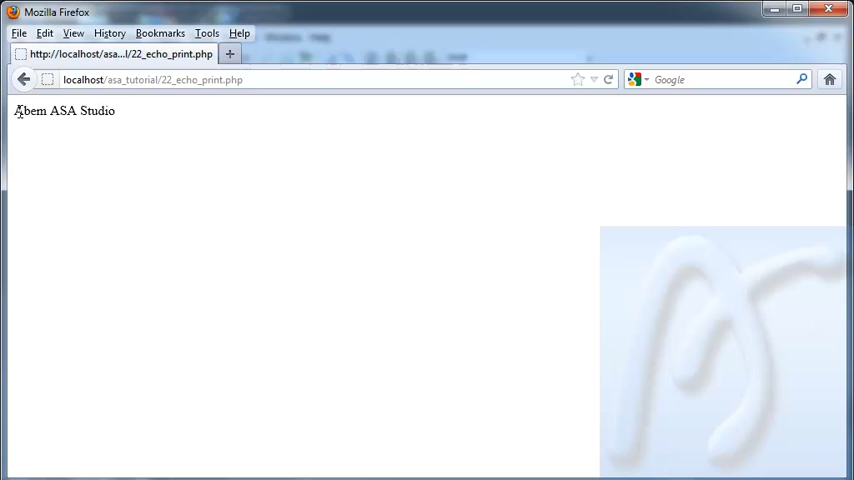 Mozilla Firefox
File Edit View History Bookmarks Tools Help
http://localhost/asa...l/22_echo_print.php
localhost/asa_tutorial/22_echo_print.php
Google
Abem ASA Studio